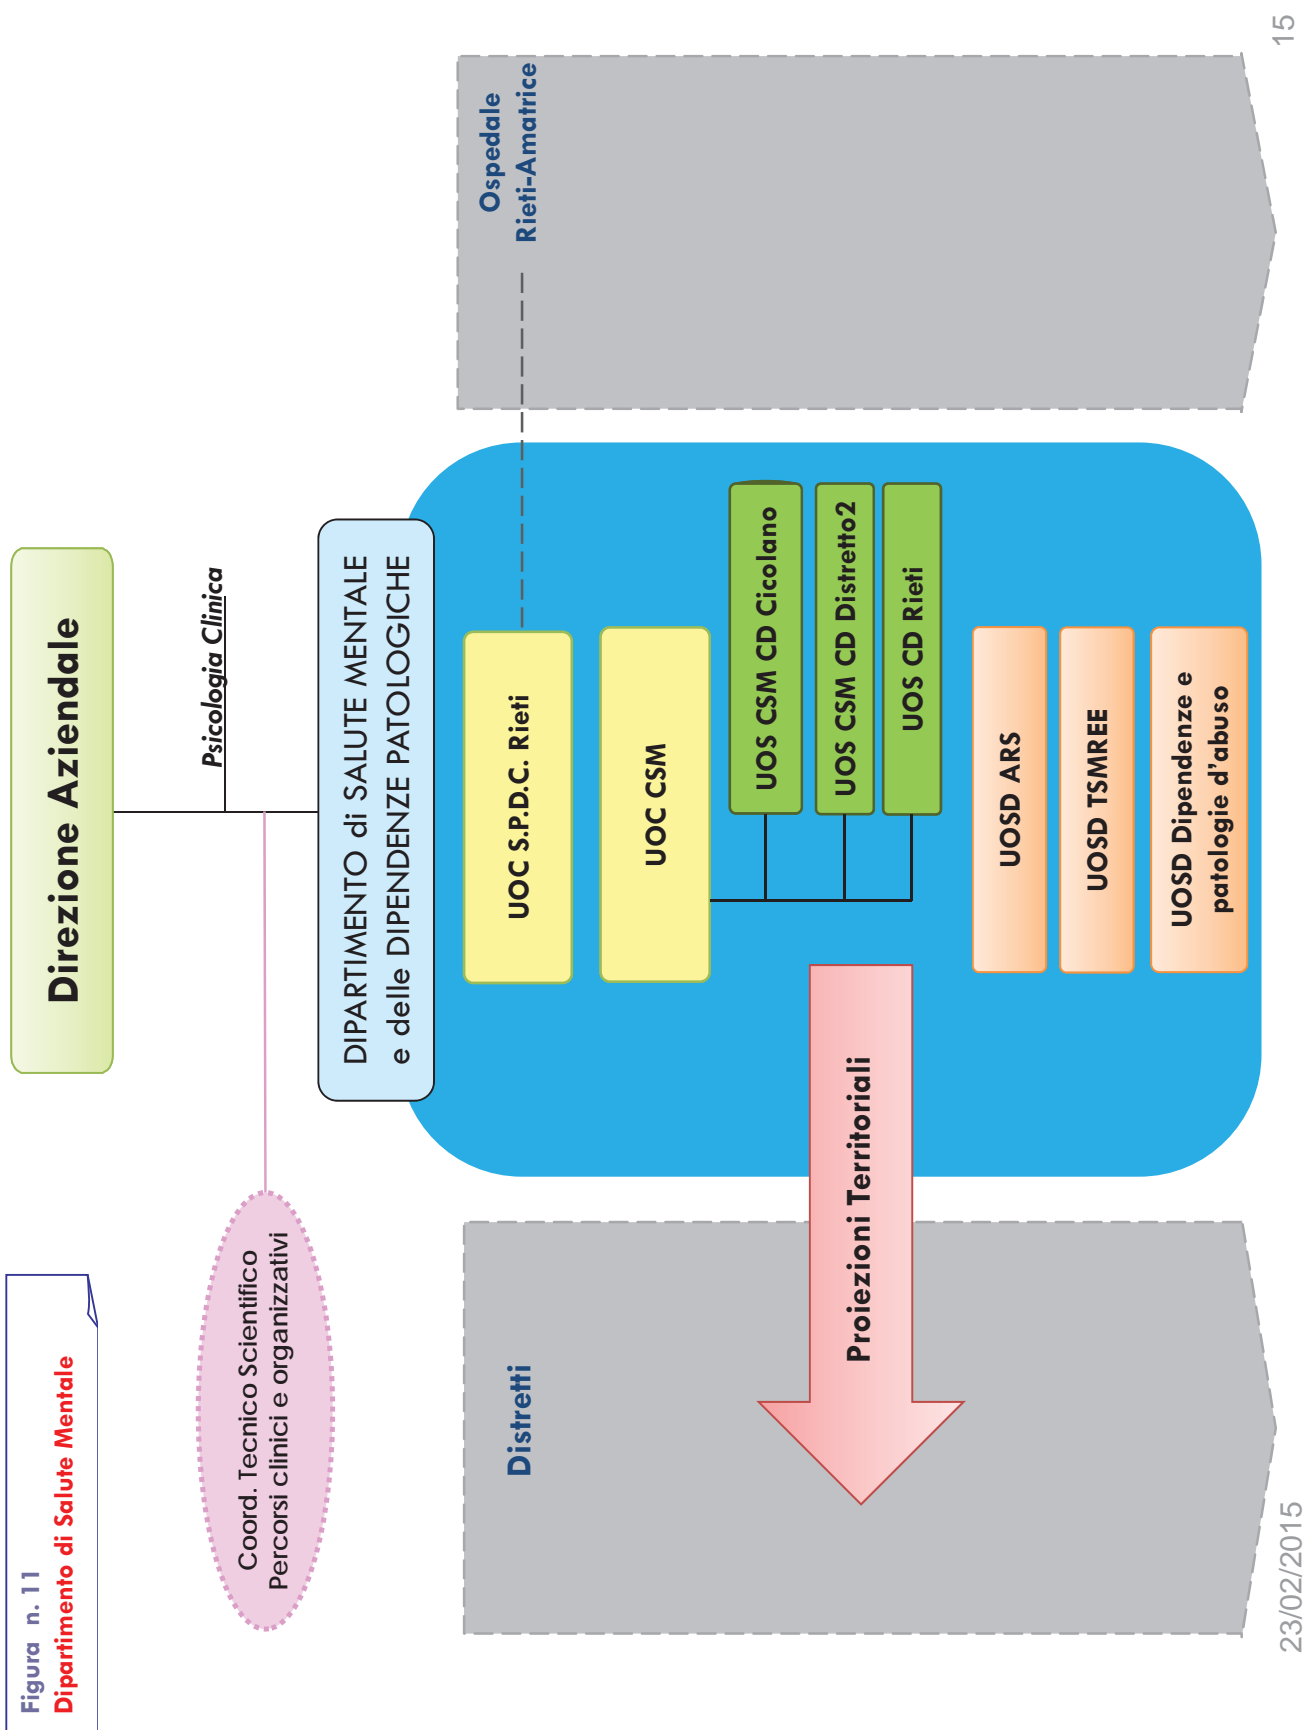 Figura n. 11
Dipartimento di Salute Mentale
Direzione Aziendale
Psicologia Clinica
Coord. Tecnico Scientifico
Percorsi clinici e organizzativi
DIPARTIMENTO di SALUTE MENTALE
e delle DIPENDENZE PATOLOGICHE
Distretti
Ospedale
Rieti-Amatrice
UOC S.P.D.C. Rieti
UOC CSM
UOS CSM CD Cicolano
UOS CSM CD Distretto2
UOS CD Rieti
Proiezioni Territoriali
UOSD ARS
UOSD TSMREE
UOSD Dipendenze e
patologie d'abuso
23/02/2015
15